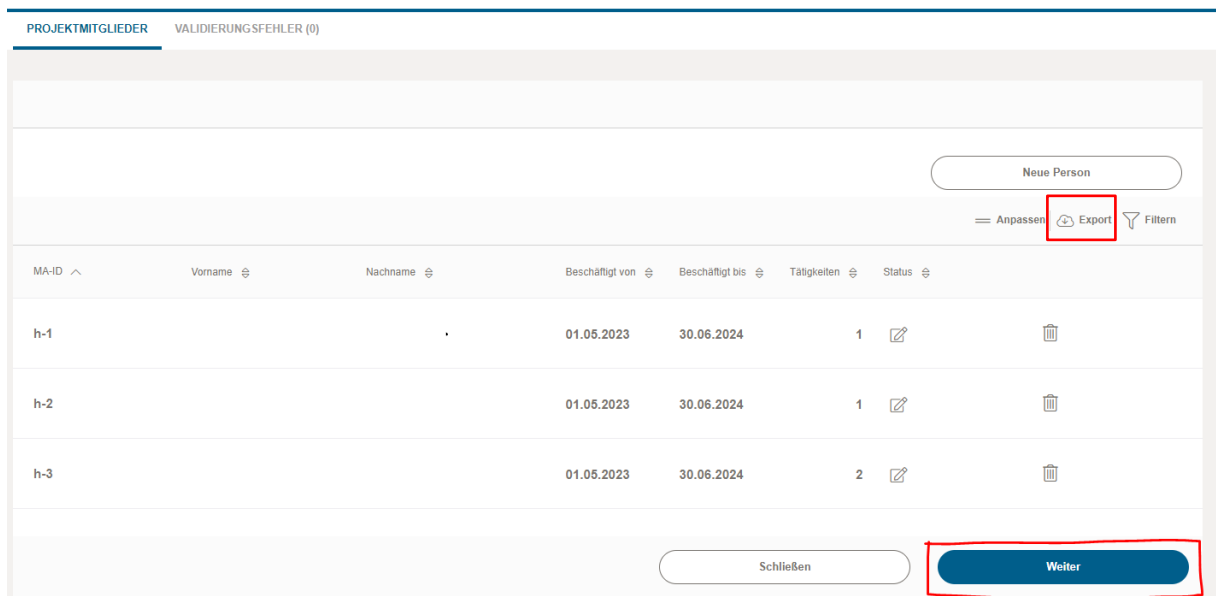 PROJEKTMITGLIEDER VALIDIERUNGSFEHLER (0)
Neue Person
Anpassen Export Filtern
MA-ID Vorname Nachname Beschäftigt von Beschäftigt bis Tätigkeiten Status
h-1 01.05.2023 30.06.2024 1
h-2 01.05.2023 30.06.2024 1
h-3 01.05.2023 30.06.2024 2
Schließen Weiter